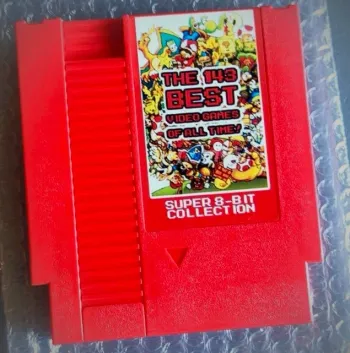 THE 143
BEST
VIDEO GAMES
OF ALL TIME!
SUPER 8-BIT
COLLECTION